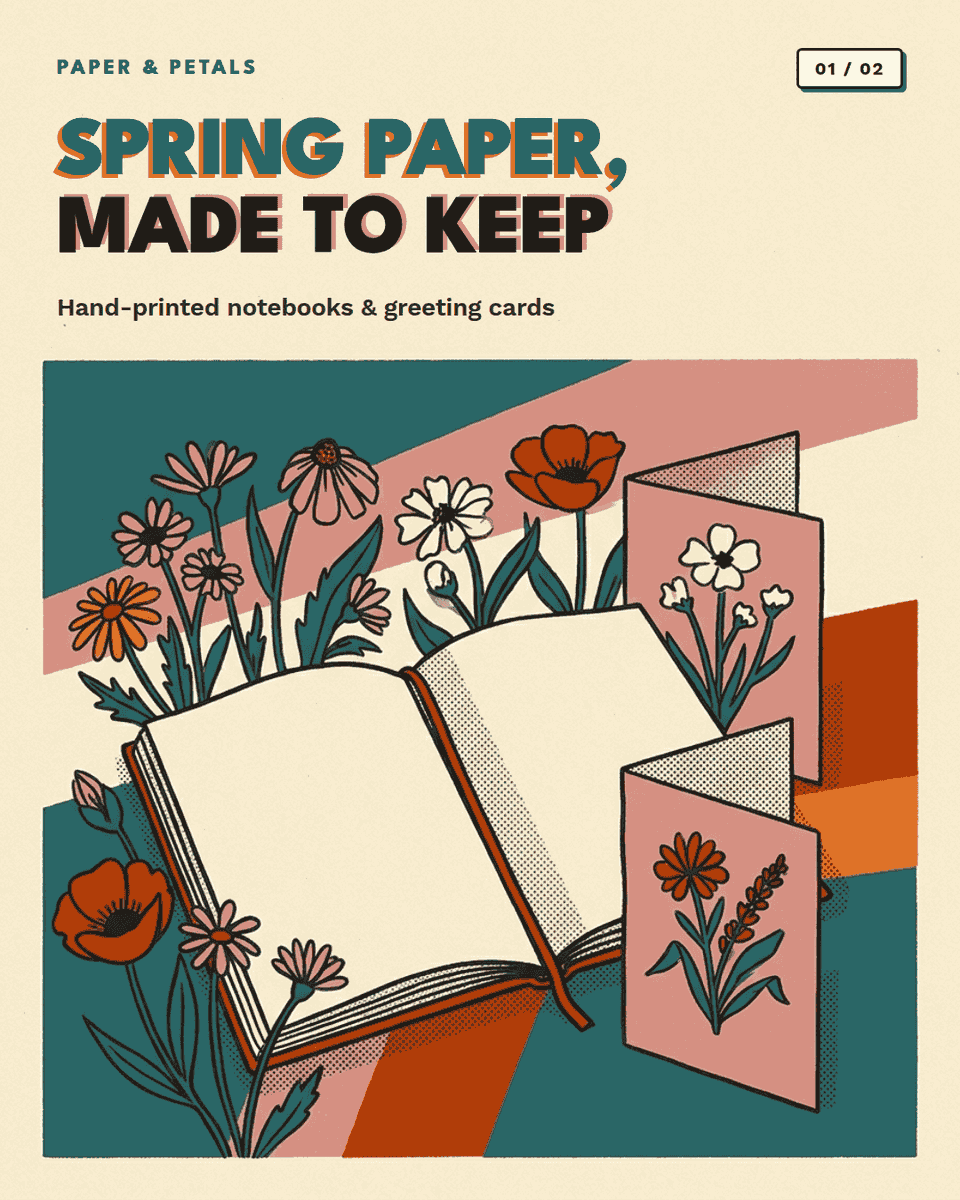 PAPER & PETALS
01 / 02
SPRING PAPER,
MADE TO KEEP
Hand-printed notebooks & greeting cards